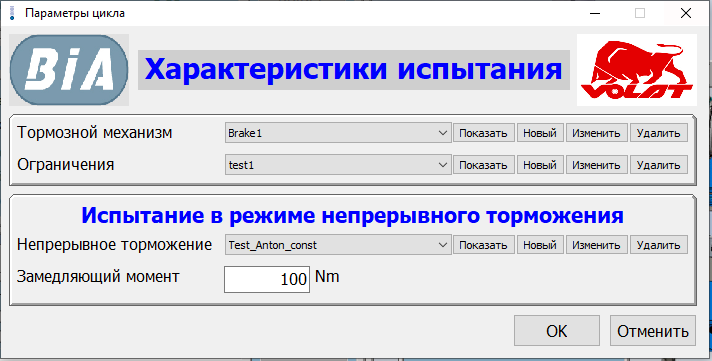 Параметры цикла
BiA Характеристики испытания VOLAT
Тормозной механизм Brake1 Показать Новый Изменить Удалить
Ограничения test1 Показать Новый Изменить Удалить
Испытание в режиме непрерывного торможения
Непрерывное торможение Test_Anton_const Показать Новый Изменить Удалить
Замедляющий момент 100 Nm
OK Отменить